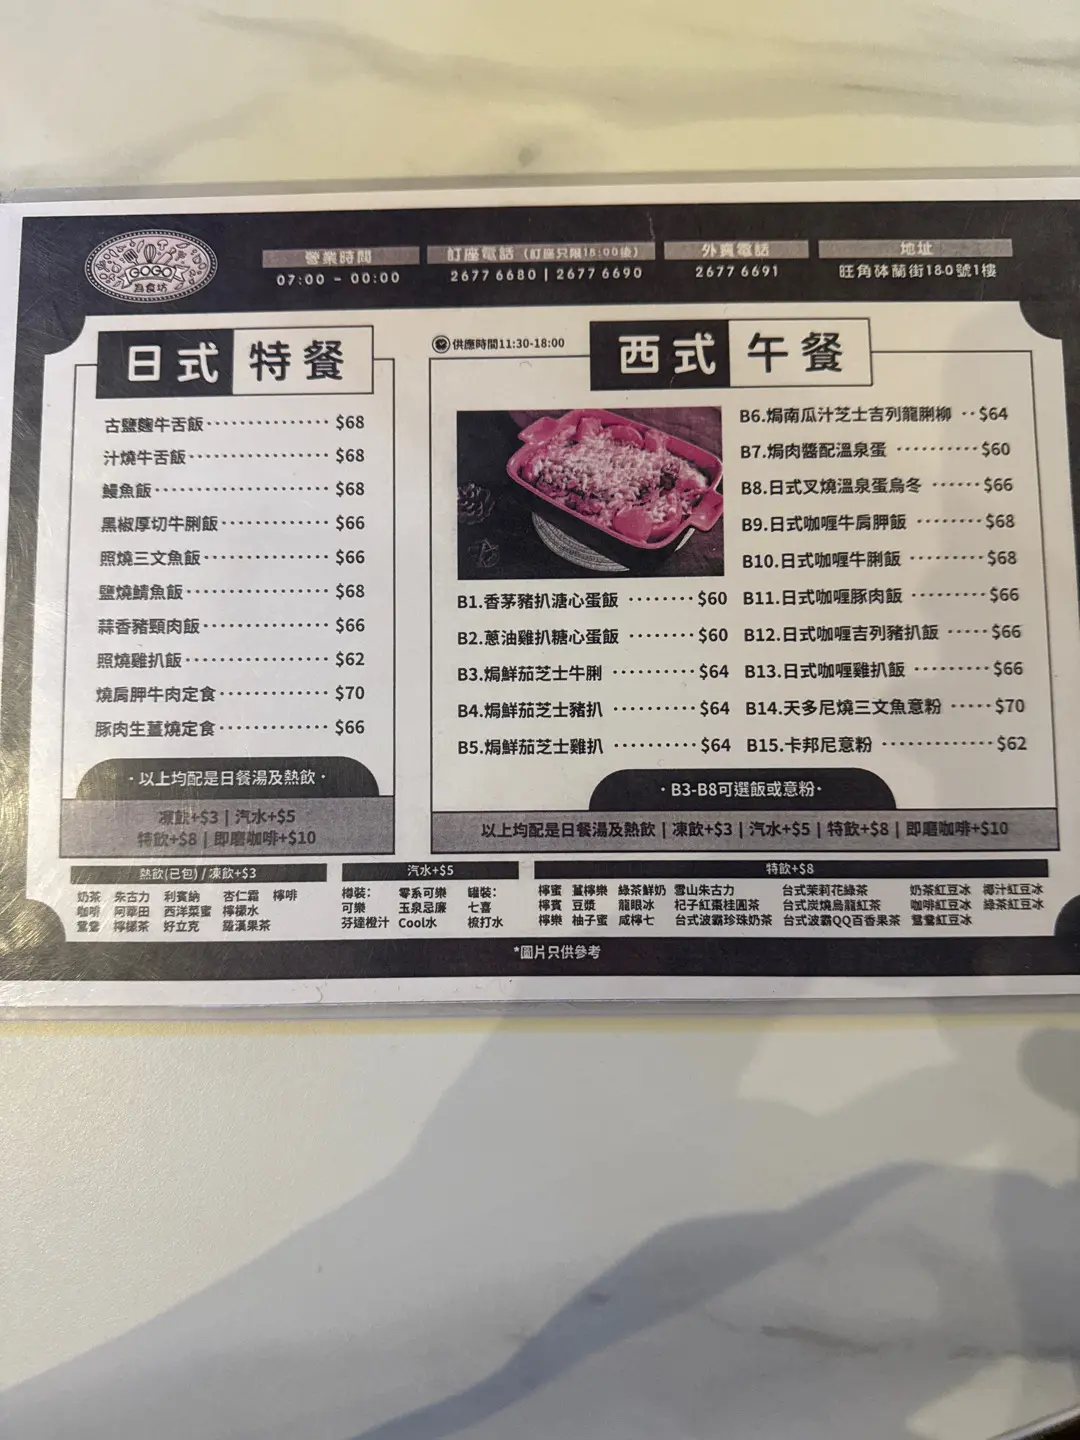 GOGO
為食坊
營業時間
07:00 - 00:00
訂座電話 (訂座只限18:00後)
2677 6680 | 2677 6690
外賣電話
2677 6691
地址
旺角砵蘭街180號1樓
日式特餐
古鹽麴牛舌飯 $68
汁燒牛舌飯 $68
鰻魚飯 $68
黑椒厚切牛脷飯 $66
照燒三文魚飯 $66
鹽燒鯖魚飯 $68
蒜香豬頸肉飯 $66
照燒雞扒飯 $62
燒肩胛牛肉定食 $70
豚肉生薑燒定食 $66
·以上均配是日餐湯及熱飲·
凍飲+$3 | 汽水+$5
特飲+$8 | 即磨咖啡+$10
供應時間11:30-18:00
西式午餐
B1.香茅豬扒溏心蛋飯 $60
B2.蔥油雞扒糖心蛋飯 $60
B3.焗鮮茄芝士牛脷 $64
B4.焗鮮茄芝士豬扒 $64
B5.焗鮮茄芝士雞扒 $64
B6.焗南瓜汁芝士吉列龍脷柳 $64
B7.焗肉醬配溫泉蛋 $60
B8.日式叉燒溫泉蛋烏冬 $66
B9.日式咖喱牛肩胛飯 $68
B10.日式咖喱牛脷飯 $68
B11.日式咖喱豚肉飯 $66
B12.日式咖喱吉列豬扒飯 $66
B13.日式咖喱雞扒飯 $66
B14.天多尼燒三文魚意粉 $70
B15.卡邦尼意粉 $62
·B3-B8可選飯或意粉·
以上均配是日餐湯及熱飲 | 凍飲+$3 | 汽水+$5 | 特飲+$8 | 即磨咖啡+$10
熱飲(已包) / 凍飲+$3
奶茶 朱古力 利賓納 杏仁霜 檸啡
咖啡 阿華田 西洋菜蜜 檸檬水
鴛鴦 檸檬茶 好立克 羅漢果茶
汽水+$5
樽裝： 零系可樂 罐裝：
可樂 玉泉忌廉 七喜
芬達橙汁 Cool水 梳打水
特飲+$8
檸蜜 薑檸樂 綠茶鮮奶 雪山朱古力 台式茉莉花綠茶 奶茶紅豆冰 椰汁紅豆冰
檸賓 豆漿 龍眼冰 杞子紅棗桂圓茶 台式炭燒烏龍紅茶 咖啡紅豆冰 綠茶紅豆冰
檸樂 柚子蜜 咸檸七 台式波霸珍珠奶茶 台式波霸QQ百香果茶 鴛鴦紅豆冰
*圖片只供參考